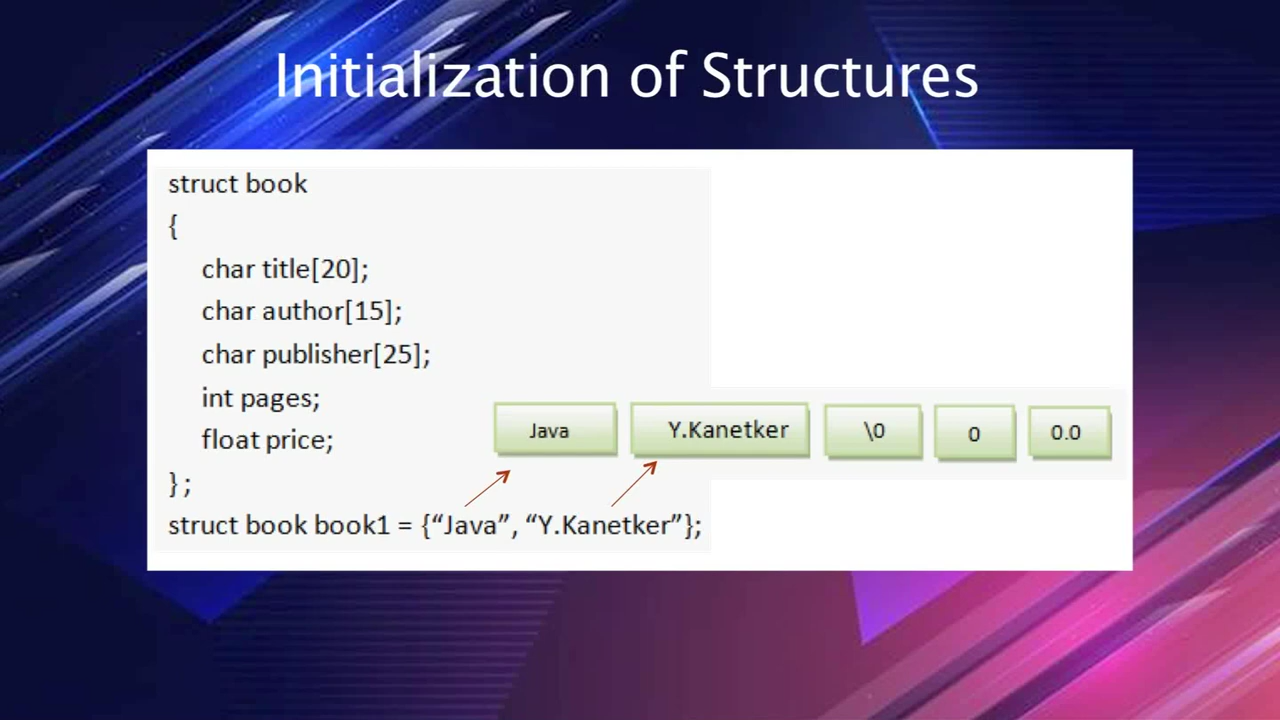 Initialization of Structures
struct book
{
char title[20];
char author[15];
char publisher[25];
int pages;
float price;
Java Y.Kanetker \0 0 0.0
};
struct book book1 = {“Java”, “Y.Kanetker”};